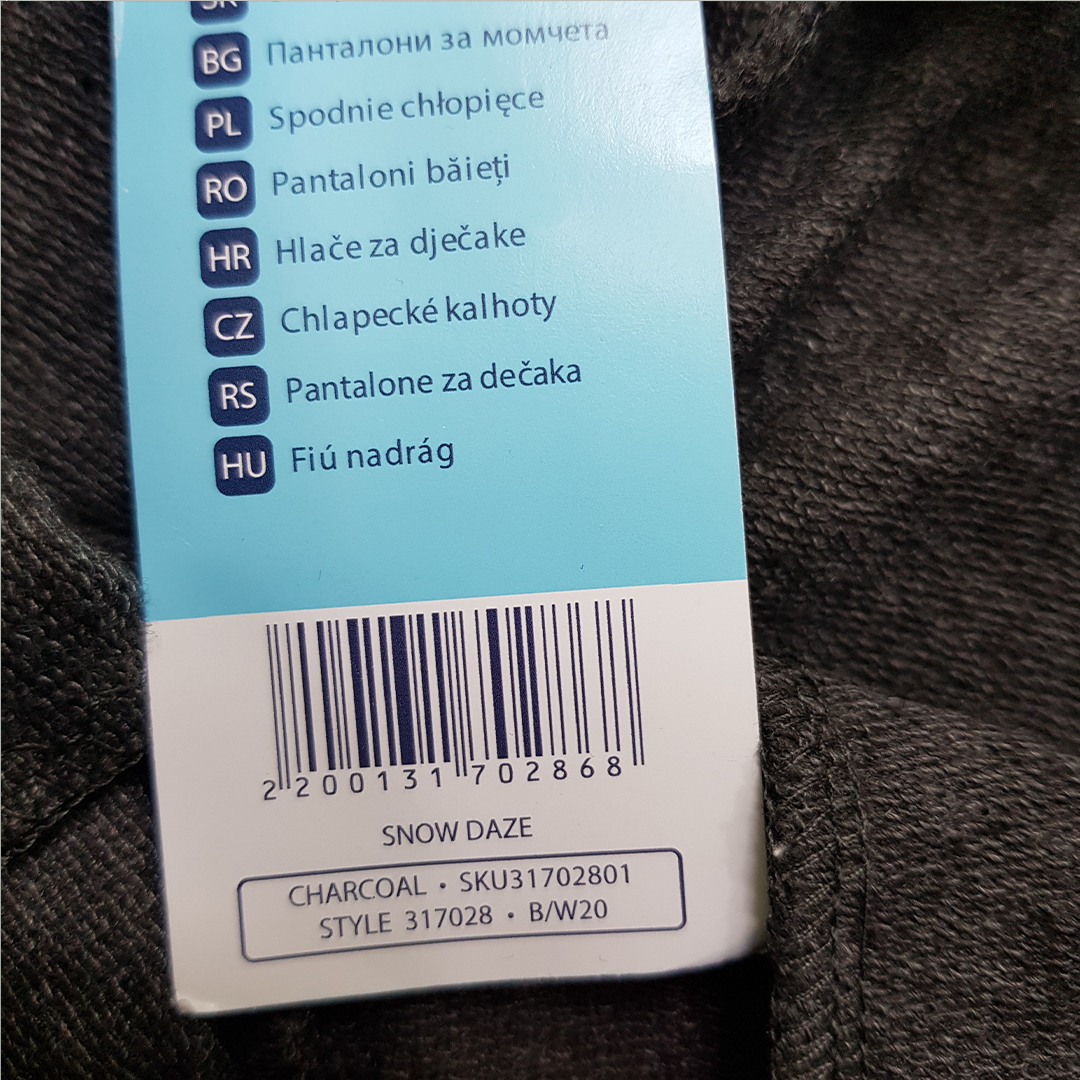 SK
BG Панталони за момчета
PL Spodnie chłopięce
RO Pantaloni băieți
HR Hlače za dječake
CZ Chlapecké kalhoty
RS Pantalone za dečaka
HU Fiú nadrág
2 200131 702868
SNOW DAZE
CHARCOAL • SKU31702801
STYLE 317028 • B/W20